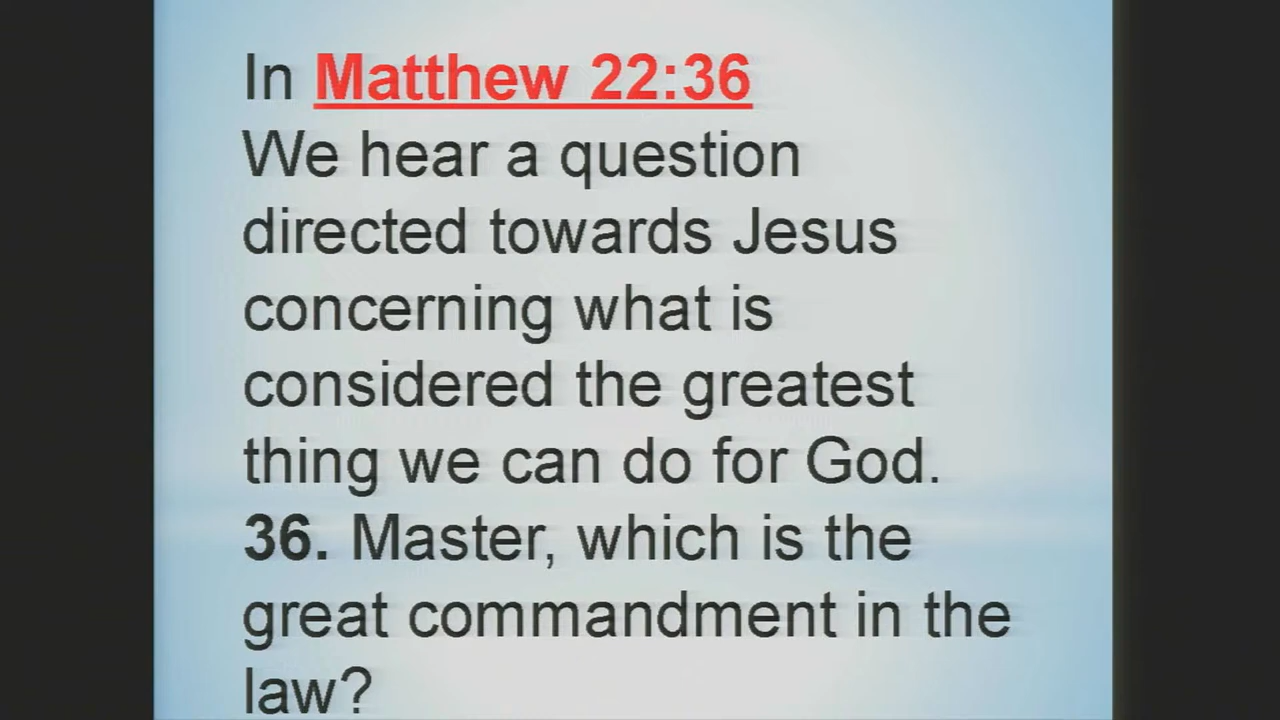 In Matthew 22:36
We hear a question
directed towards Jesus
concerning what is
considered the greatest
thing we can do for God.
36. Master, which is the
great commandment in the
law?